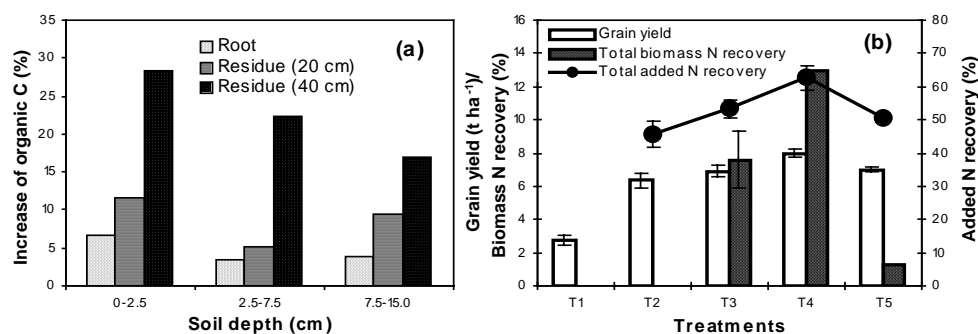 (a)
Root
Residue (20 cm)
Residue (40 cm)
Increase of organic C (%)
35
30
25
20
15
10
5
0
0-2.5
2.5-7.5
7.5-15.0
Soil depth (cm)
(b)
Grain yield
Total biomass N recovery
Total added N recovery
Grain yield (t ha⁻¹)/
Biomass N recovery (%)
16
14
12
10
8
6
4
2
0
Added N recovery (%)
80
70
60
50
40
30
20
10
0
T1
T2
T3
T4
T5
Treatments